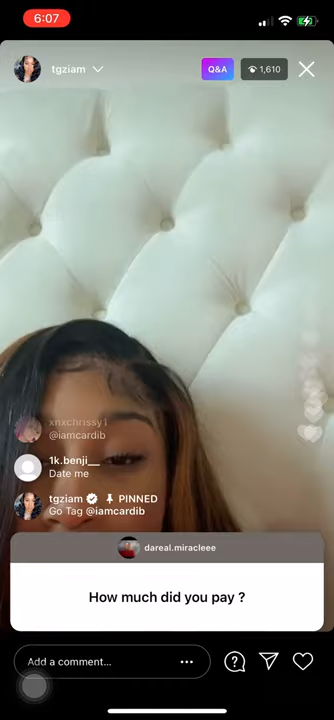 6:07
tgziam
Q&A
1,610
xnxchrissy1
@iamcardib
1k.benji__
Date me
tgziam PINNED
Go Tag @iamcardib
dareal.miracleee
How much did you pay ?
Add a comment...